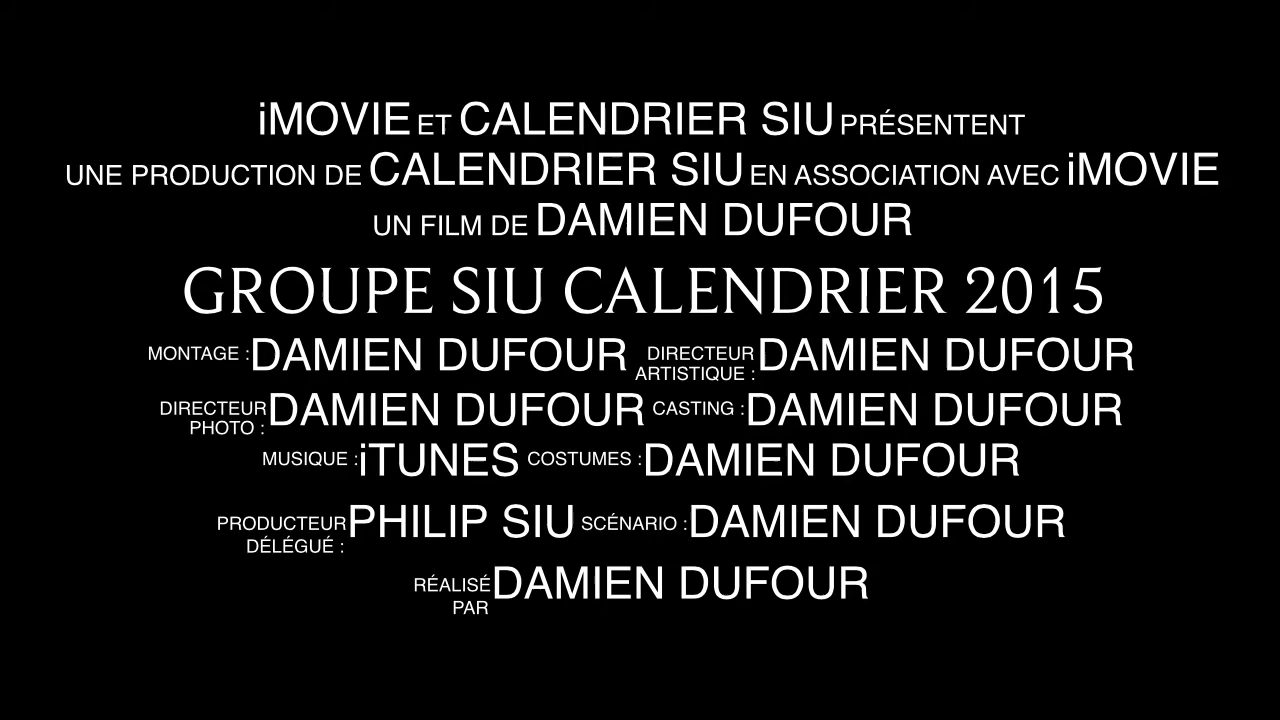 iMOVIE ET CALENDRIER SIU PRÉSENTENT
UNE PRODUCTION DE CALENDRIER SIU EN ASSOCIATION AVEC iMOVIE
UN FILM DE DAMIEN DUFOUR
GROUPE SIU CALENDRIER 2015
MONTAGE : DAMIEN DUFOUR DIRECTEUR ARTISTIQUE : DAMIEN DUFOUR
DIRECTEUR PHOTO : DAMIEN DUFOUR CASTING : DAMIEN DUFOUR
MUSIQUE : iTUNES COSTUMES : DAMIEN DUFOUR
PRODUCTEUR DÉLÉGUÉ : PHILIP SIU SCÉNARIO : DAMIEN DUFOUR
RÉALISÉ PAR DAMIEN DUFOUR